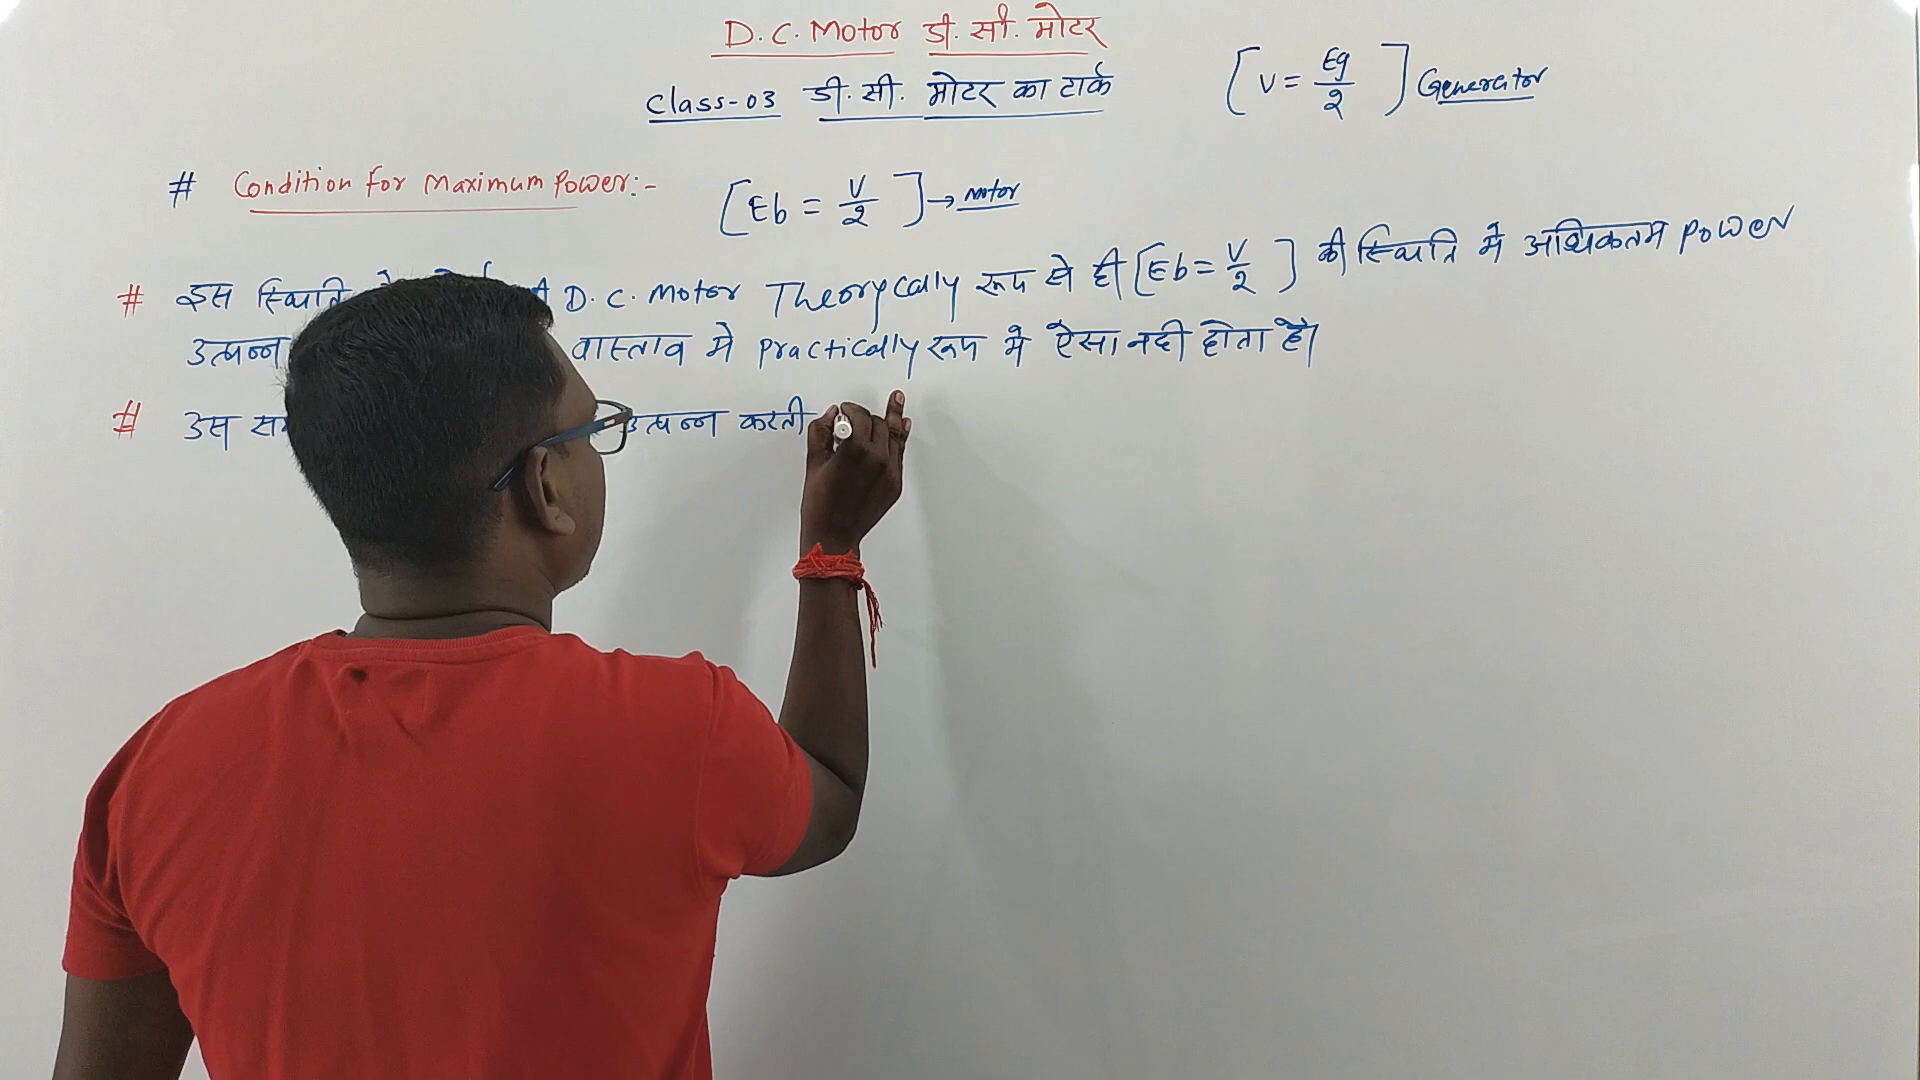 D.C. Motor डी.सी. मोटर
Class-03 डी.सी. मोटर का टार्क
[V = Eg/2] Generator
# Condition for Maximum Power:-
[Eb = V/2] → Motor
# इस स्थिति D.C. Motor Theorycally रूप से ही [Eb = V/2] की स्थिति में अधिकतम Power
उत्पन्न वास्ताव मे Practically रूप मे ऐसा नही होता है।
# उस उत्पन्न करती